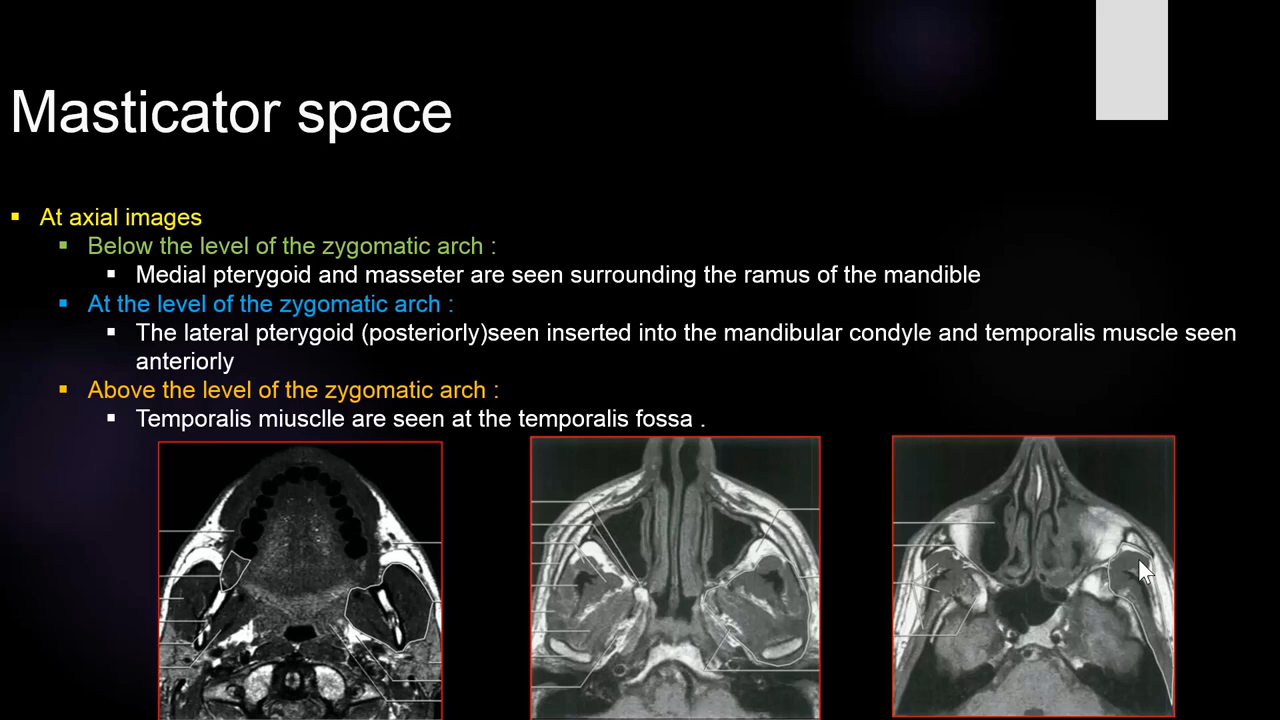 Masticator space
At axial images
Below the level of the zygomatic arch :
Medial pterygoid and masseter are seen surrounding the ramus of the mandible
At the level of the zygomatic arch :
The lateral pterygoid (posteriorly)seen inserted into the mandibular condyle and temporalis muscle seen
anteriorly
Above the level of the zygomatic arch :
Temporalis miusclle are seen at the temporalis fossa .